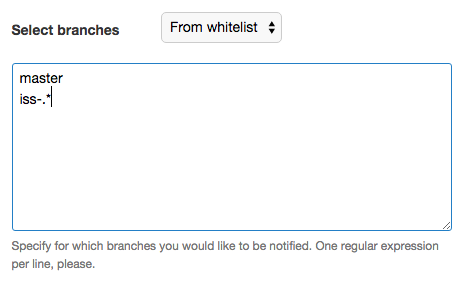 Select branches From whitelist
master
iss-.*
Specify for which branches you would like to be notified. One regular expression
per line, please.